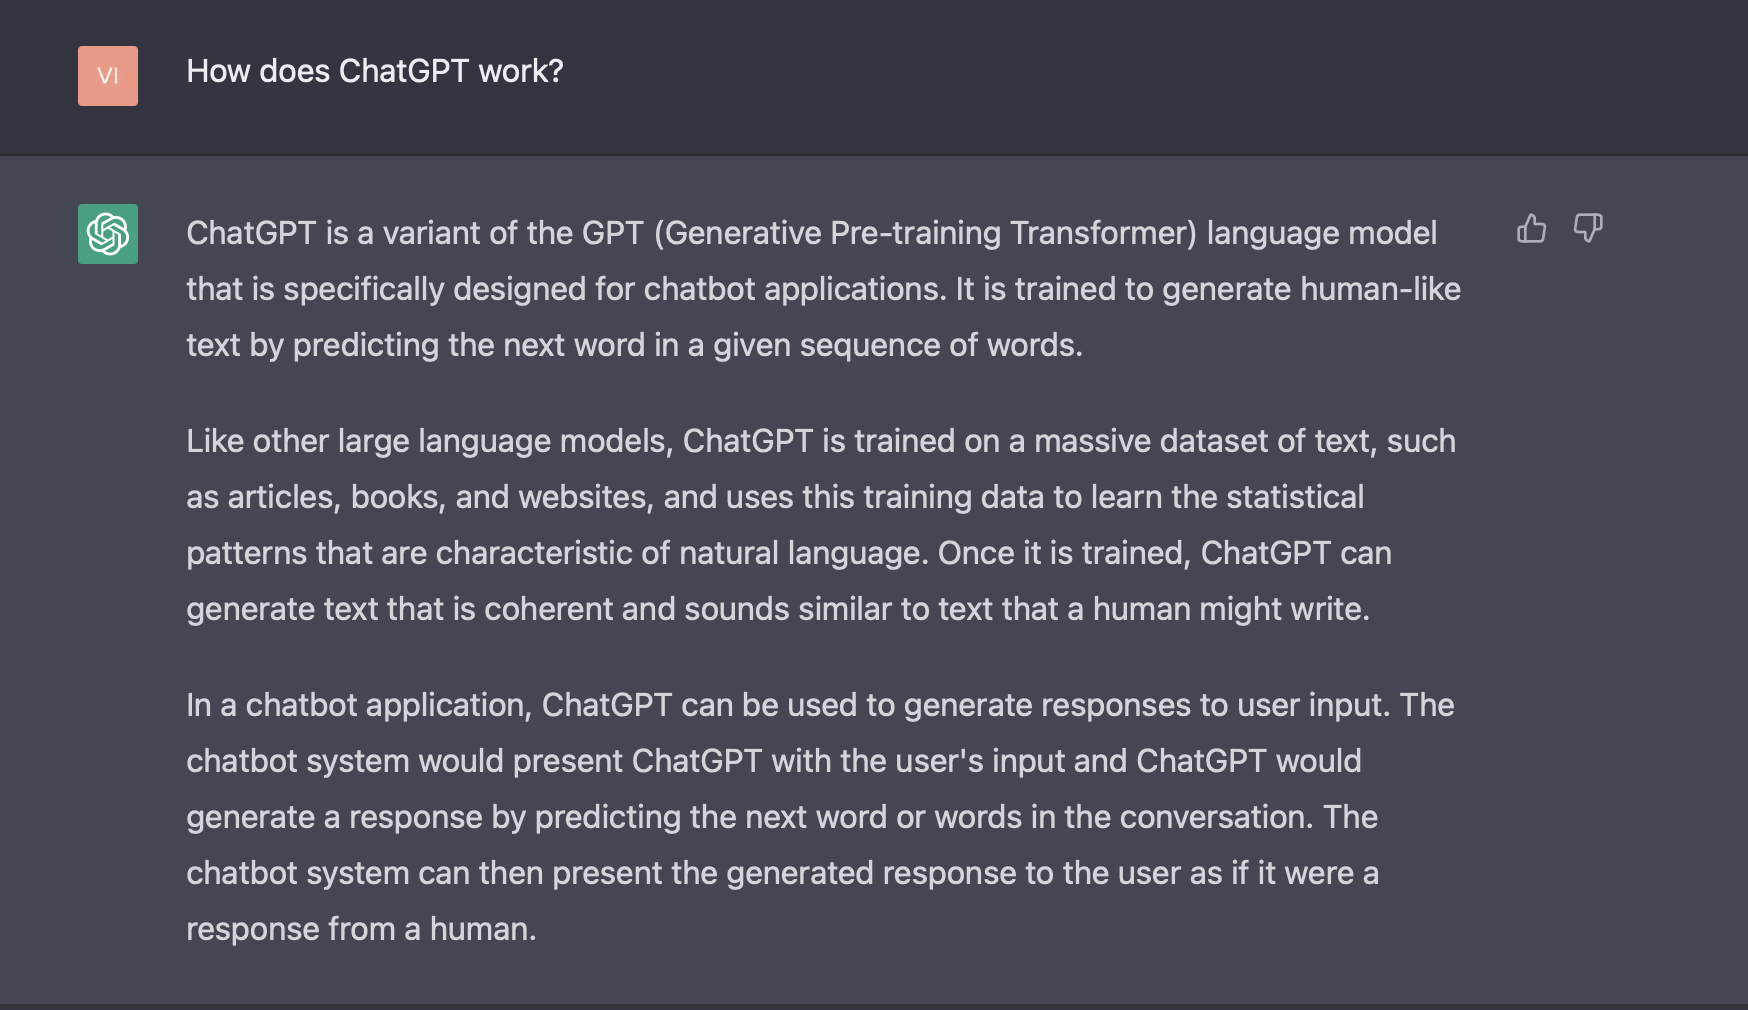 VI
How does ChatGPT work?
ChatGPT is a variant of the GPT (Generative Pre-training Transformer) language model
that is specifically designed for chatbot applications. It is trained to generate human-like
text by predicting the next word in a given sequence of words.
Like other large language models, ChatGPT is trained on a massive dataset of text, such
as articles, books, and websites, and uses this training data to learn the statistical
patterns that are characteristic of natural language. Once it is trained, ChatGPT can
generate text that is coherent and sounds similar to text that a human might write.
In a chatbot application, ChatGPT can be used to generate responses to user input. The
chatbot system would present ChatGPT with the user's input and ChatGPT would
generate a response by predicting the next word or words in the conversation. The
chatbot system can then present the generated response to the user as if it were a
response from a human.